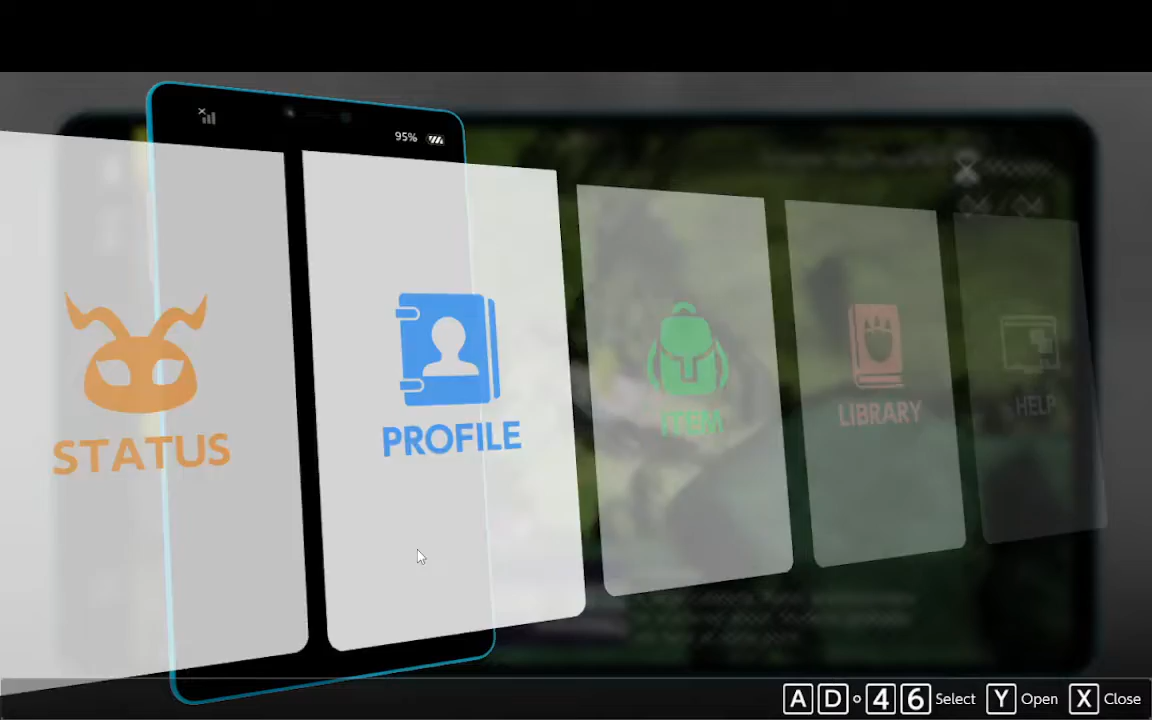 95%
STATUS
PROFILE
ITEM
LIBRARY
HELP
A D 4 6 Select Y Open X Close